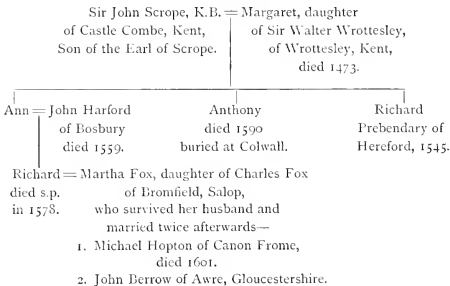 Sir John Scrope, K.B. = Margaret, daughter
of Castle Combe, Kent, of Sir Walter Wrottesley,
Son of the Earl of Scrope. of Wrottesley, Kent,
died 1473.
Ann = John Harford Anthony Richard
of Bosbury died 1590 Prebendary of
died 1559. buried at Colwall. Hereford, 1545.
Richard = Martha Fox, daughter of Charles Fox
died s.p. of Bromfield, Salop,
in 1578. who survived her husband and
married twice afterwards—
1. Michael Hopton of Canon Frome,
died 1601.
2. John Berrow of Awre, Gloucestershire.